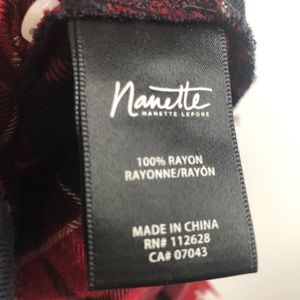 Nanette
NANETTE LEPORE
100% RAYON
RAYONNE/RAYÓN
MADE IN CHINA
RN# 112628
CA# 07043